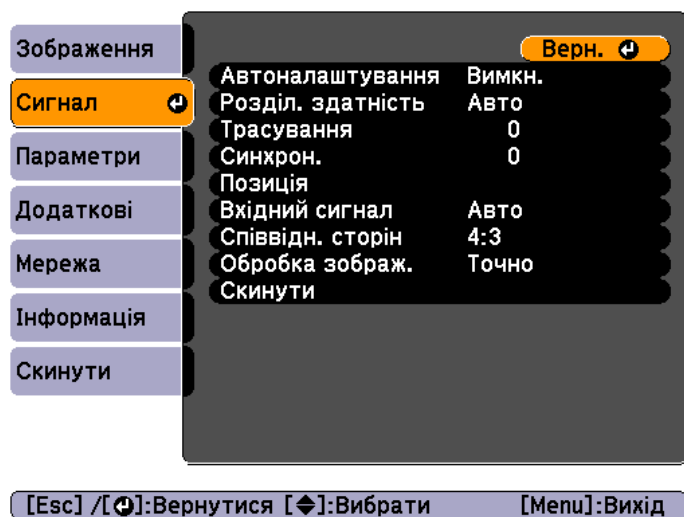 Зображення
Сигнал
Параметри
Додаткові
Мережа
Інформація
Скинути
Верн.
Автоналаштування Вимкн.
Розділ. здатність Авто
Трасування 0
Синхрон. 0
Позиція
Вхідний сигнал Авто
Співвідн. сторін 4:3
Обробка зображ. Точно
Скинути
[Esc] /[⏎]:Вернутися [◆]:Вибрати [Menu]:Вихід